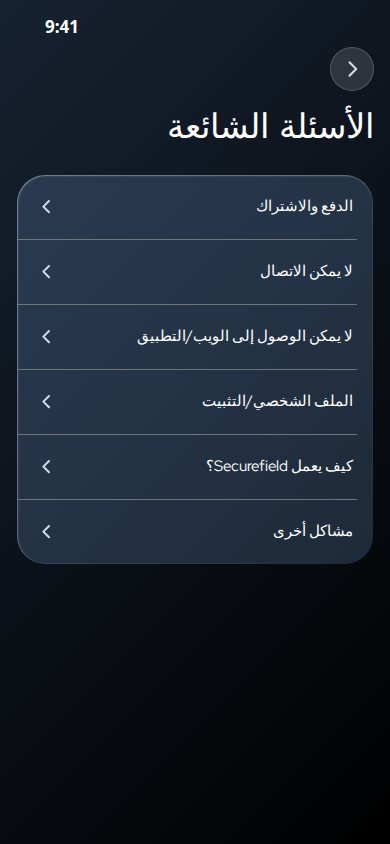 9:41
الأسئلة الشائعة
الدفع والاشتراك
لا يمكن الاتصال
لا يمكن الوصول إلى الويب/التطبيق
الملف الشخصي/التثبيت
كيف يعمل Securefield؟
مشاكل أخرى